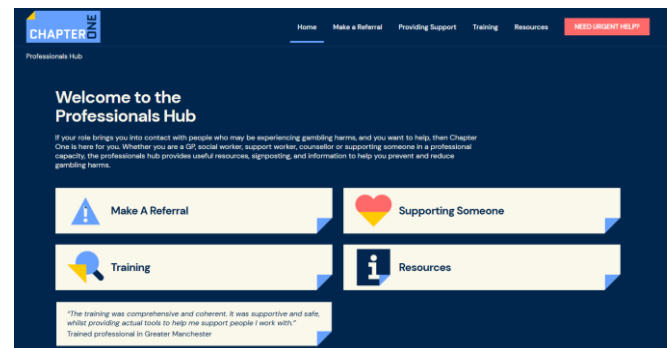 CHAPTER ONE
Home Make a Referral Providing Support Training Resources NEED URGENT HELP?
Professionals Hub
Welcome to the
Professionals Hub
If your role brings you into contact with people who may be experiencing gambling harms, and you want to help, then Chapter
One is here for you. Whether you are a GP, social worker, support worker, counsellor or supporting someone in a professional
capacity, the professionals hub provides useful resources, signposting, and information to help you prevent and reduce
gambling harms.
Make A Referral
Supporting Someone
Training
Resources
"The training was comprehensive and coherent. It was supportive and safe,
whilst providing actual tools to help me support people I work with."
Trained professional in Greater Manchester